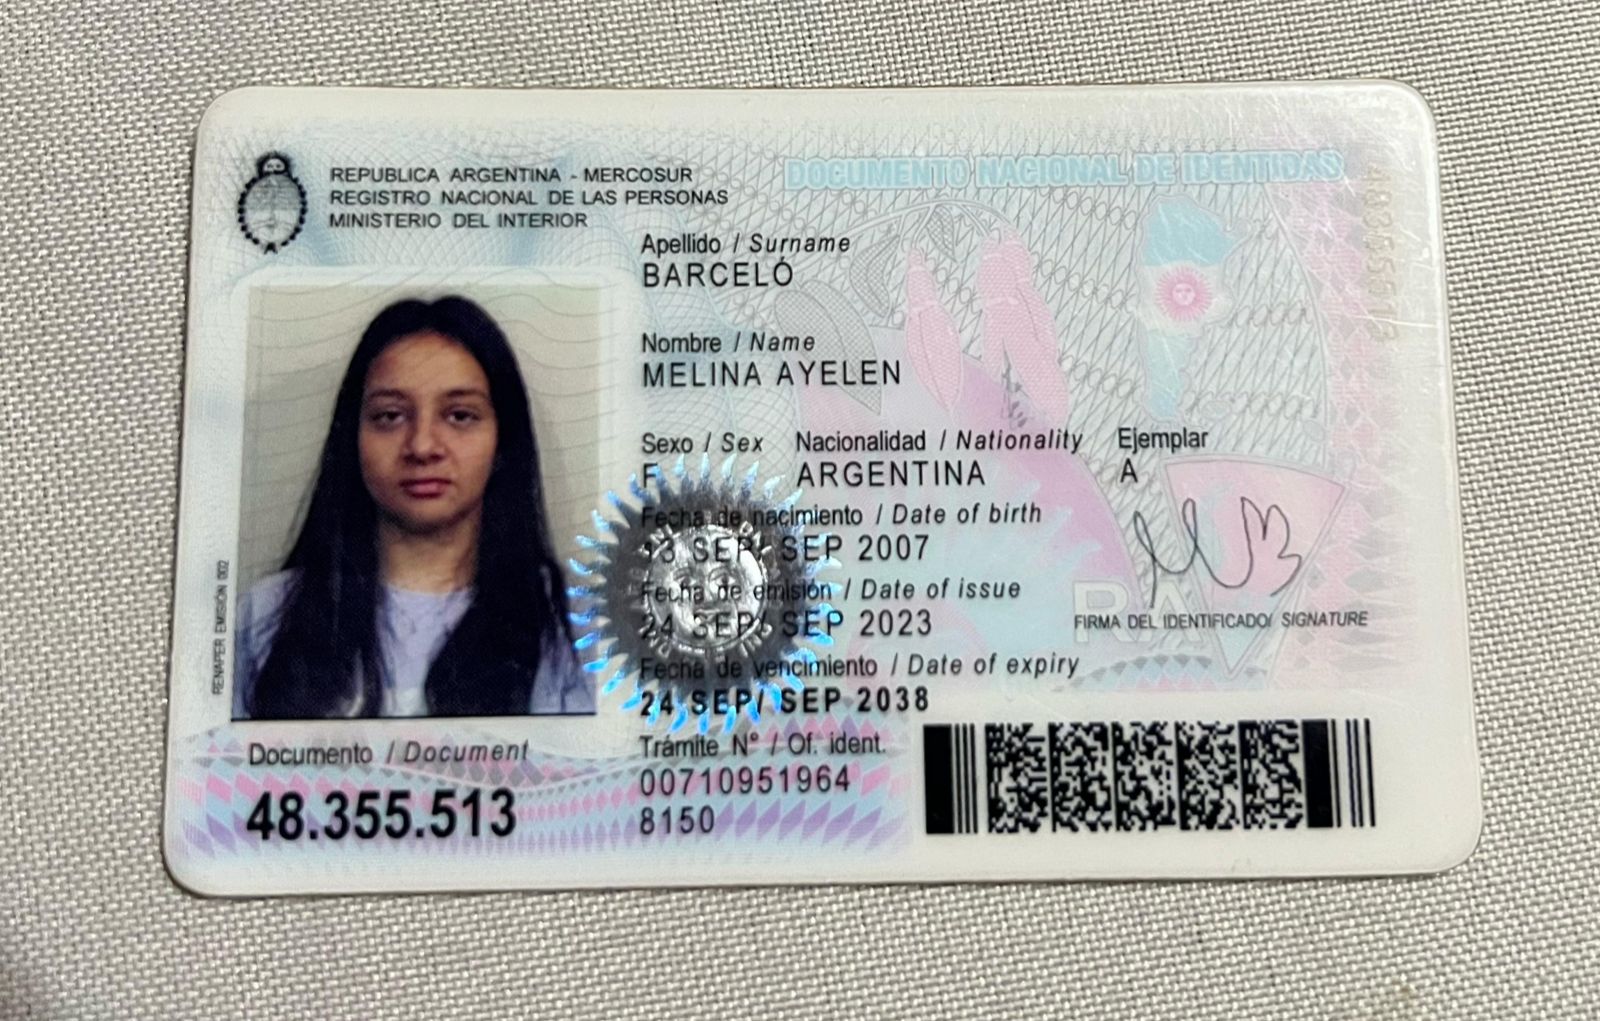 REPUBLICA ARGENTINA - MERCOSUR
REGISTRO NACIONAL DE LAS PERSONAS
MINISTERIO DEL INTERIOR
DOCUMENTO NACIONAL DE IDENTIDAD
Apellido / Surname
BARCELÓ
Nombre / Name
MELINA AYELEN
Sexo / Sex Nacionalidad / Nationality Ejemplar
F ARGENTINA A
Fecha de nacimiento / Date of birth
13 SEP/ SEP 2007
Fecha de emisión / Date of issue
24 SEP/ SEP 2023
RA
FIRMA DEL IDENTIFICADO/ SIGNATURE
Fecha de vencimiento / Date of expiry
24 SEP/ SEP 2038
RENAPER EMISIÓN 002
Documento / Document
48.355.513
Trámite N° / Of. ident.
00710951964
8150